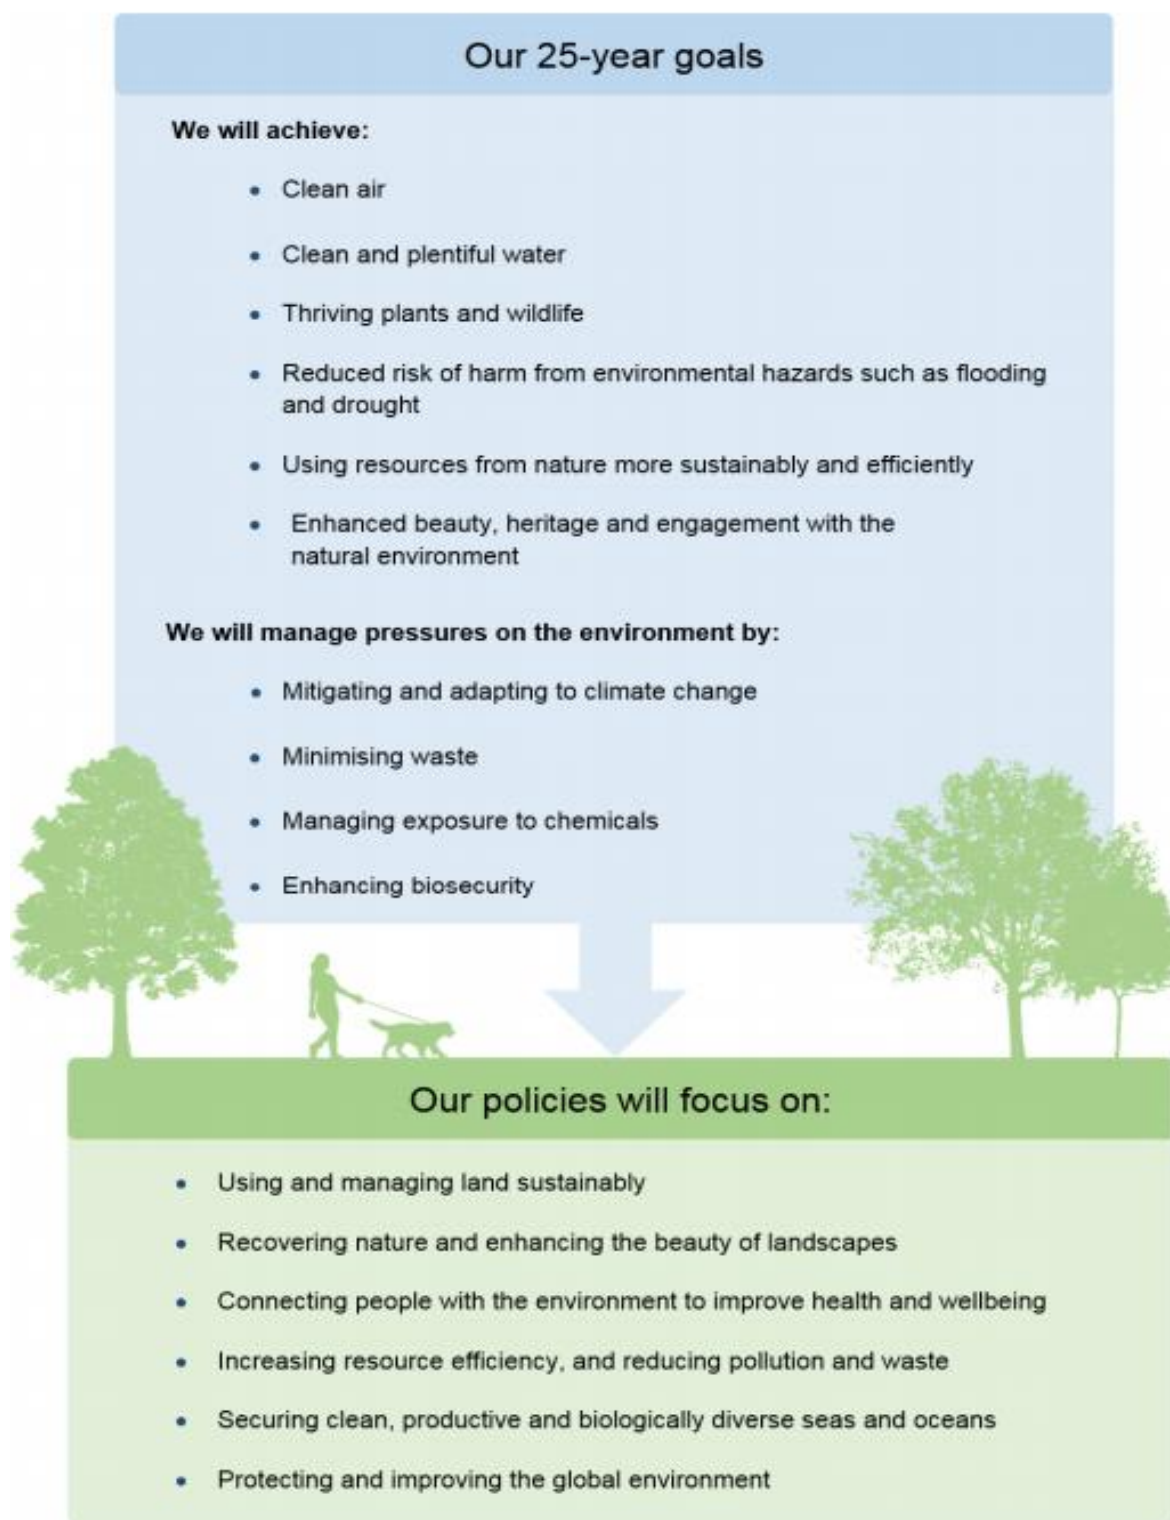 Our 25-year goals
We will achieve:
• Clean air
• Clean and plentiful water
• Thriving plants and wildlife
• Reduced risk of harm from environmental hazards such as flooding
and drought
• Using resources from nature more sustainably and efficiently
• Enhanced beauty, heritage and engagement with the
natural environment
We will manage pressures on the environment by:
• Mitigating and adapting to climate change
• Minimising waste
• Managing exposure to chemicals
• Enhancing biosecurity
Our policies will focus on:
• Using and managing land sustainably
• Recovering nature and enhancing the beauty of landscapes
• Connecting people with the environment to improve health and wellbeing
• Increasing resource efficiency, and reducing pollution and waste
• Securing clean, productive and biologically diverse seas and oceans
• Protecting and improving the global environment